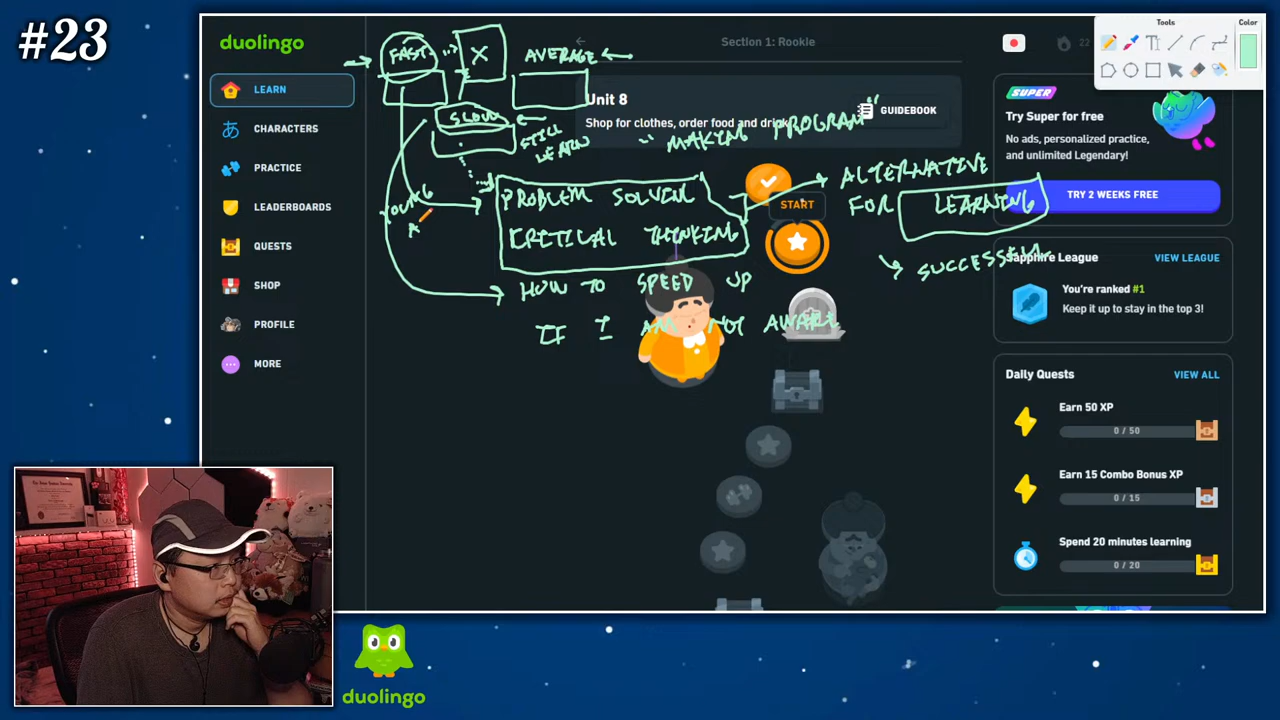 #23
duolingo
LEARN
CHARACTERS
PRACTICE
LEADERBOARDS
QUESTS
SHOP
PROFILE
MORE
FAST
X
AVERAGE
SLOW
STILL
LEARN
Section 1: Rookie
Unit 8
Shop for clothes, order food and drink
GUIDEBOOK
"MAKING PROGRAM"
PROBLEM SOLVING
CRITICAL THINKING
YOUNG
A
HOW TO SPEED UP
IF I AM NOT AWARE
START
ALTERNATIVE
FOR LEARNING
22
Tools
Color
SUPER
Try Super for free
No ads, personalized practice,
and unlimited Legendary!
TRY 2 WEEKS FREE
Sapphire League
VIEW LEAGUE
You're ranked #1
Keep it up to stay in the top 3!
Daily Quests
VIEW ALL
Earn 50 XP
0 / 50
Earn 15 Combo Bonus XP
0 / 15
Spend 20 minutes learning
0 / 20
duolingo